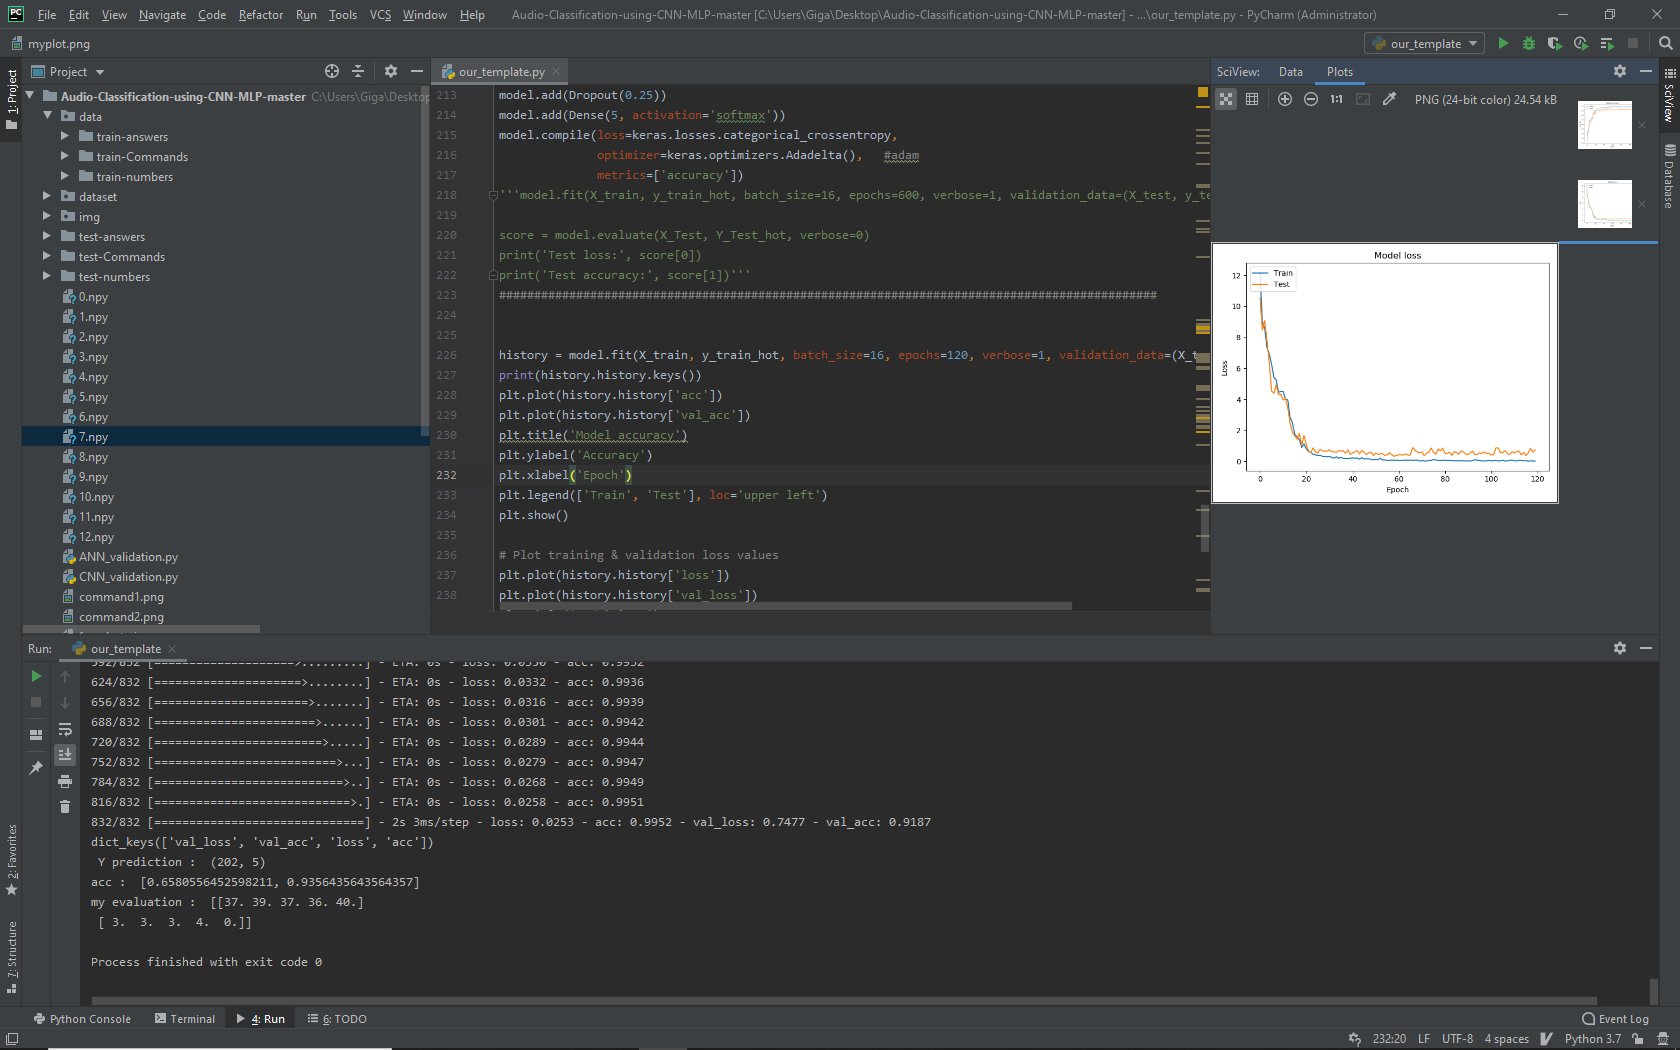 File Edit View Navigate Code Refactor Run Tools VCS Window Help Audio-Classification-using-CNN-MLP-master [C:\Users\Giga\Desktop\Audio-Classification-using-CNN-MLP-master] - ...\our_template.py - PyCharm (Administrator)
myplot.png
our_template
Project
our_template.py
SciView: Data Plots
1: Project
Audio-Classification-using-CNN-MLP-master C:\Users\Giga\Desktop
data
train-answers
train-Commands
train-numbers
dataset
img
test-answers
test-Commands
test-numbers
0.npy
1.npy
2.npy
3.npy
4.npy
5.npy
6.npy
7.npy
8.npy
9.npy
10.npy
11.npy
12.npy
ANN_validation.py
CNN_validation.py
command1.png
command2.png
213 model.add(Dropout(0.25))
214 model.add(Dense(5, activation='softmax'))
215 model.compile(loss=keras.losses.categorical_crossentropy,
216 optimizer=keras.optimizers.Adadelta(), #adam
217 metrics=['accuracy'])
218 '''model.fit(X_train, y_train_hot, batch_size=16, epochs=600, verbose=1, validation_data=(X_test, y_te
219
220 score = model.evaluate(X_Test, Y_Test_hot, verbose=0)
221 print('Test loss:', score[0])
222 print('Test accuracy:', score[1])'''
223 ##############################################################################################
224
225
226 history = model.fit(X_train, y_train_hot, batch_size=16, epochs=120, verbose=1, validation_data=(X_t
227 print(history.history.keys())
228 plt.plot(history.history['acc'])
229 plt.plot(history.history['val_acc'])
230 plt.title('Model accuracy')
231 plt.ylabel('Accuracy')
232 plt.xlabel('Epoch')
233 plt.legend(['Train', 'Test'], loc='upper left')
234 plt.show()
235
236 # Plot training & validation loss values
237 plt.plot(history.history['loss'])
238 plt.plot(history.history['val_loss'])
1:1 PNG (24-bit color) 24.54 kB
Model loss
Train
Test
12
10
8
6
4
2
0
Loss
0 20 40 60 80 100 120
Epoch
SciView
Database
Run: our_template
592/832 [====================>.........] - ETA: 0s - loss: 0.0350 - acc: 0.9932
624/832 [=====================>........] - ETA: 0s - loss: 0.0332 - acc: 0.9936
656/832 [======================>.......] - ETA: 0s - loss: 0.0316 - acc: 0.9939
688/832 [=======================>......] - ETA: 0s - loss: 0.0301 - acc: 0.9942
720/832 [========================>.....] - ETA: 0s - loss: 0.0289 - acc: 0.9944
752/832 [==========================>...] - ETA: 0s - loss: 0.0279 - acc: 0.9947
784/832 [===========================>..] - ETA: 0s - loss: 0.0268 - acc: 0.9949
816/832 [============================>.] - ETA: 0s - loss: 0.0258 - acc: 0.9951
832/832 [==============================] - 2s 3ms/step - loss: 0.0253 - acc: 0.9952 - val_loss: 0.7477 - val_acc: 0.9187
dict_keys(['val_loss', 'val_acc', 'loss', 'acc'])
Y prediction : (202, 5)
acc : [0.6580556452598211, 0.9356435643564357]
my evaluation : [[37. 39. 37. 36. 40.]
[ 3. 3. 3. 4. 0.]]
Process finished with exit code 0
2: Favorites
7: Structure
Python Console Terminal 4: Run 6: TODO Event Log
232:20 LF UTF-8 4 spaces Python 3.7